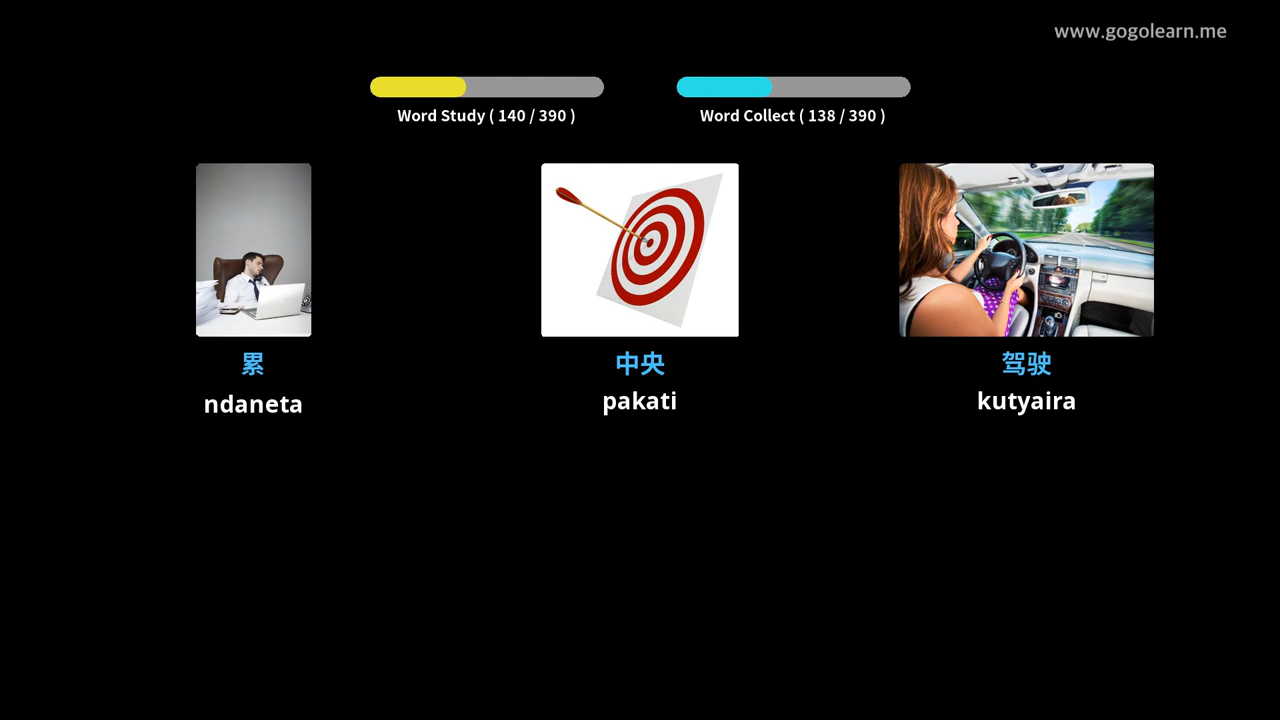 www.gogolearn.me
Word Study ( 140 / 390 )
Word Collect ( 138 / 390 )
累
中央
驾驶
ndaneta
pakati
kutyaira